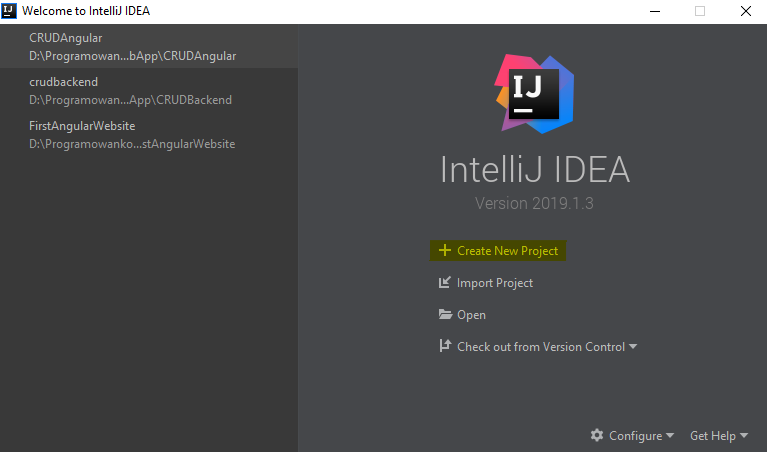 Welcome to IntelliJ IDEA
CRUDAngular
D:\Programowan...bApp\CRUDAngular
crudbackend
D:\Programowan...App\CRUDBackend
FirstAngularWebsite
D:\Programowanko...stAngularWebsite
IJ
IntelliJ IDEA
Version 2019.1.3
Create New Project
Import Project
Open
Check out from Version Control
Configure
Get Help